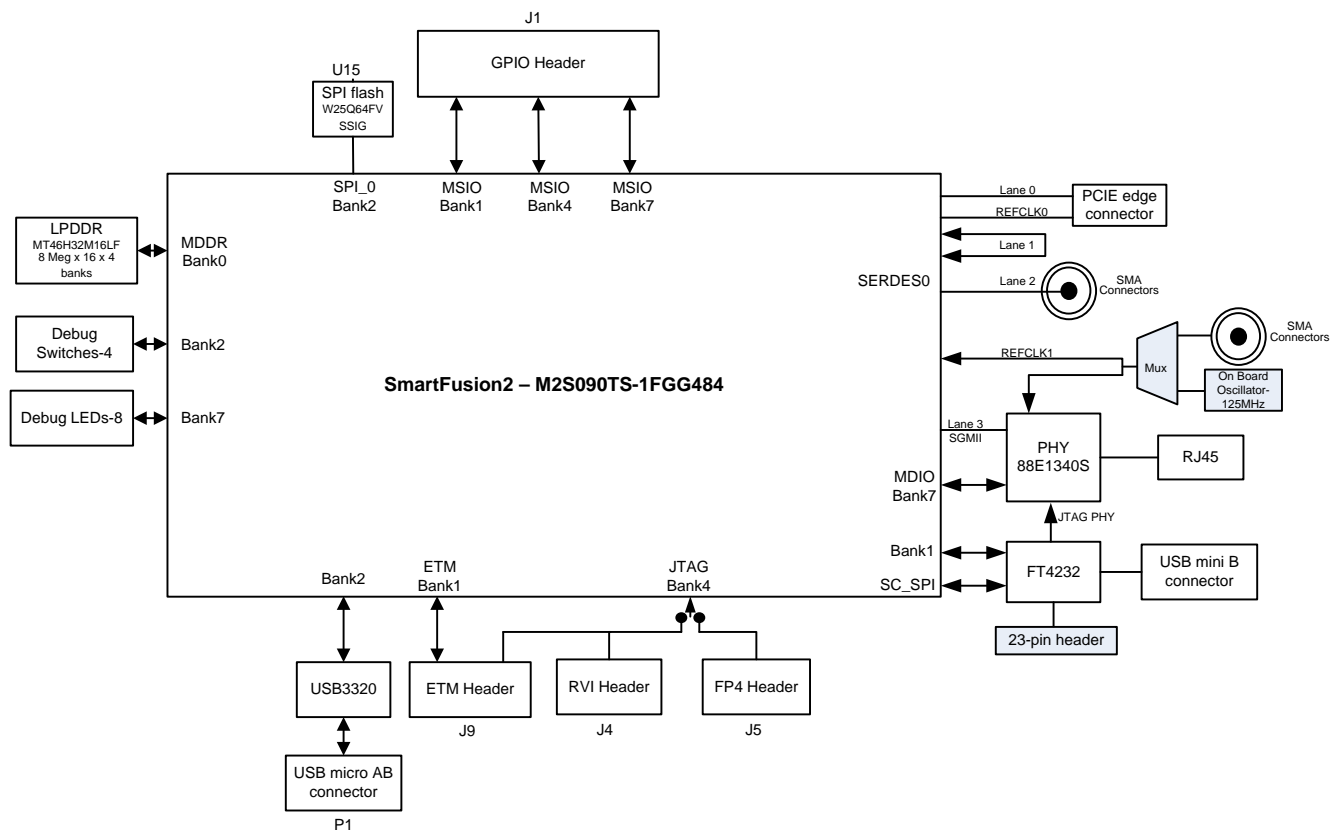 J1
GPIO Header
U15
SPI flash
W25Q64FV
SSIG
SPI_0
Bank2
MSIO
Bank1
MSIO
Bank4
MSIO
Bank7
LPDDR
MT46H32M16LF
8 Meg x 16 x 4
banks
MDDR
Bank0
Debug
Switches-4
Bank2
Debug LEDs-8
Bank7
SmartFusion2 – M2S090TS-1FGG484
Lane 0
REFCLK0
PCIE edge
connector
Lane 1
SERDES0
Lane 2
SMA
Connectors
REFCLK1
Mux
SMA
Connectors
On Board
Oscillator-
125MHz
Lane 3
SGMII
PHY
88E1340S
RJ45
MDIO
Bank7
JTAG PHY
Bank1
SC_SPI
FT4232
USB mini B
connector
23-pin header
Bank2
ETM
Bank1
JTAG
Bank4
USB3320
ETM Header
J9
RVI Header
J4
FP4 Header
J5
USB micro AB
connector
P1